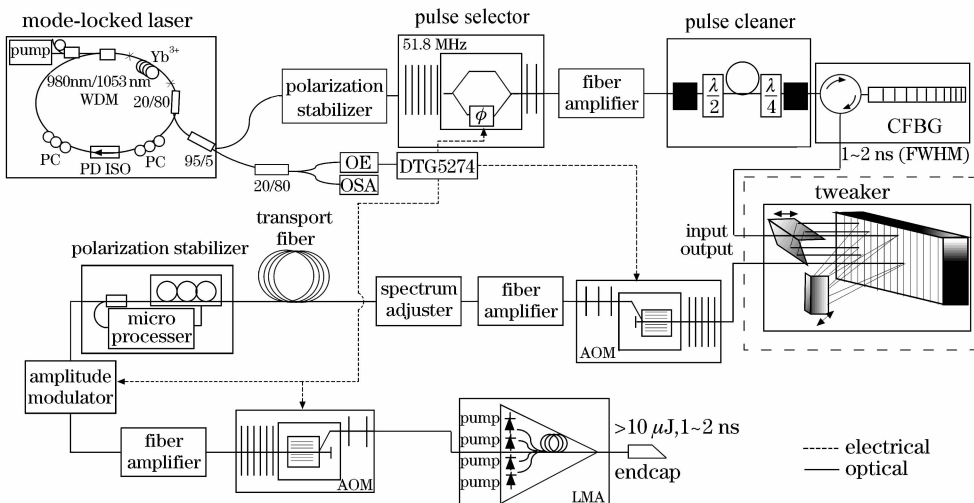 mode-locked laser
pump
Yb3+
980nm/1053 nm
WDM
20/80
PC
PD ISO
PC
95/5
polarization
stabilizer
pulse selector
51.8 MHz
ϕ
fiber
amplifier
pulse cleaner
λ/2
λ/4
CFBG
1~2 ns (FWHM)
20/80
OE
OSA
DTG5274
tweaker
input
output
polarization stabilizer
micro
processer
transport
fiber
spectrum
adjuster
fiber
amplifier
AOM
amplitude
modulator
fiber
amplifier
AOM
pump
pump
pump
pump
LMA
>10 μJ,1~2 ns
endcap
electrical
optical